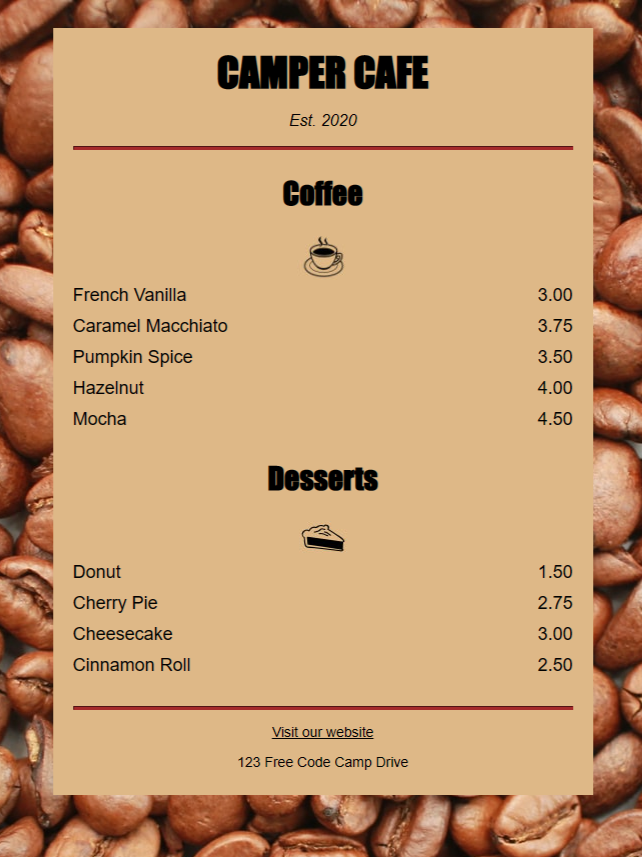 CAMPER CAFE
Est. 2020
Coffee
French Vanilla 3.00
Caramel Macchiato 3.75
Pumpkin Spice 3.50
Hazelnut 4.00
Mocha 4.50
Desserts
Donut 1.50
Cherry Pie 2.75
Cheesecake 3.00
Cinnamon Roll 2.50
Visit our website
123 Free Code Camp Drive